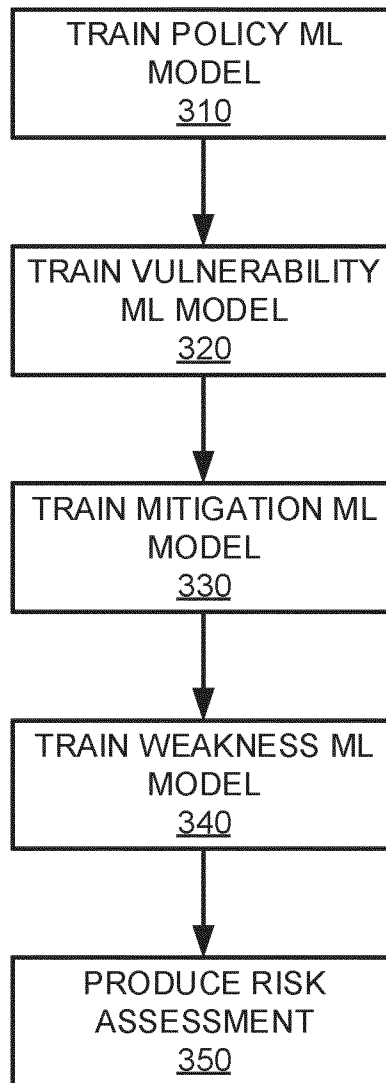 TRAIN POLICY ML
MODEL
310
TRAIN VULNERABILITY
ML MODEL
320
TRAIN MITIGATION ML
MODEL
330
TRAIN WEAKNESS ML
MODEL
340
PRODUCE RISK
ASSESSMENT
350